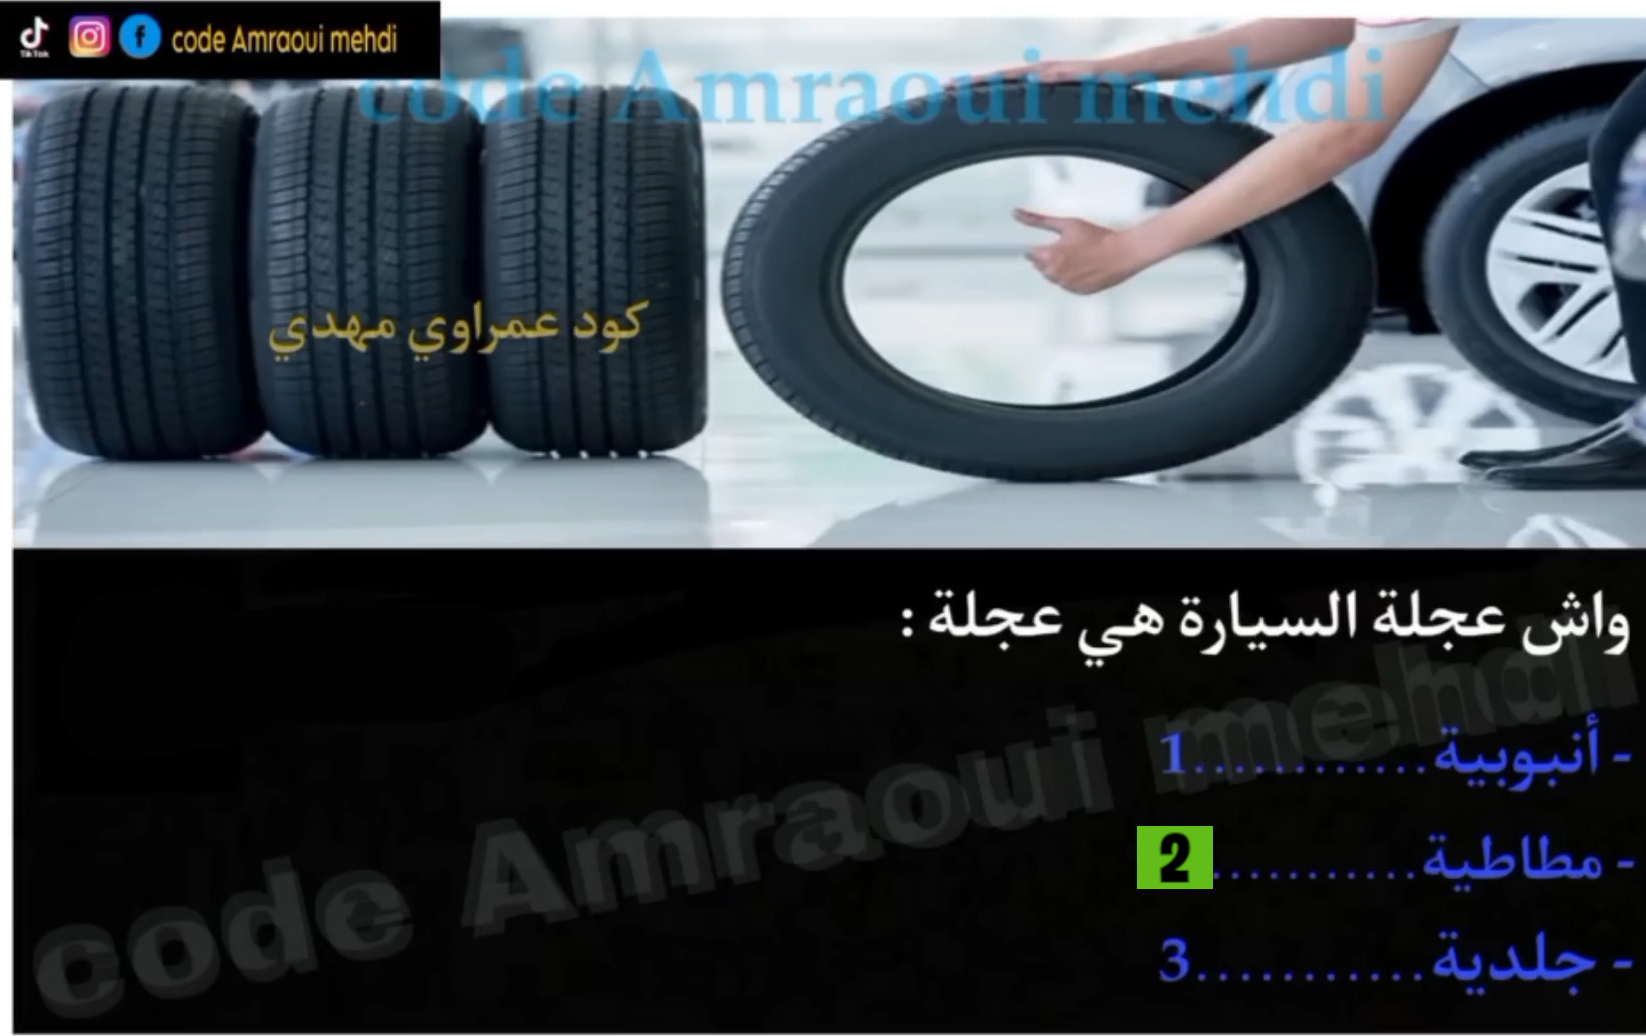 TikTok
code Amraoui mehdi
code Amraoui mehdi
كود عمراوي مهدي
واش عجلة السيارة هي عجلة :
- أنبوبية............1
- مطاطية...........2
- جلدية...........3
code Amraoui mehdi